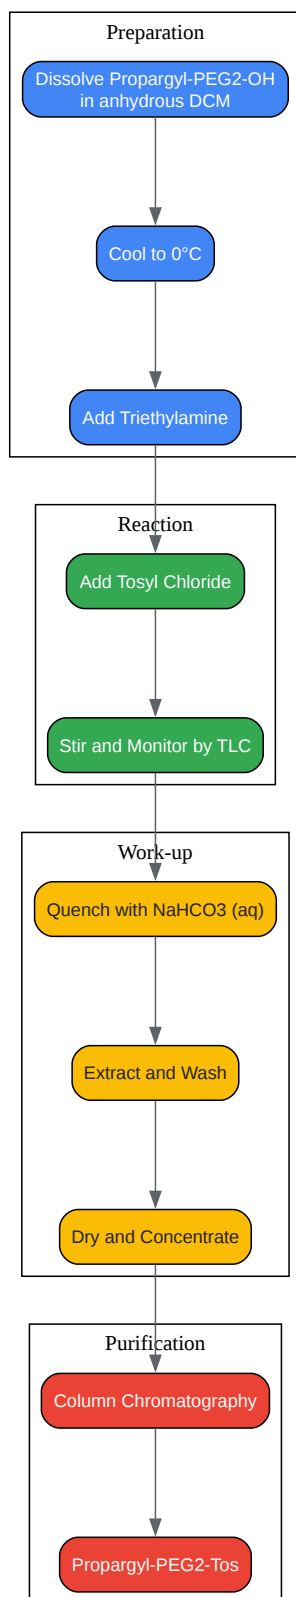 Preparation
Dissolve Propargyl-PEG2-OH
in anhydrous DCM
Cool to 0°C
Add Triethylamine
Reaction
Add Tosyl Chloride
Stir and Monitor by TLC
Work-up
Quench with NaHCO3 (aq)
Extract and Wash
Dry and Concentrate
Purification
Column Chromatography
Propargyl-PEG2-Tos